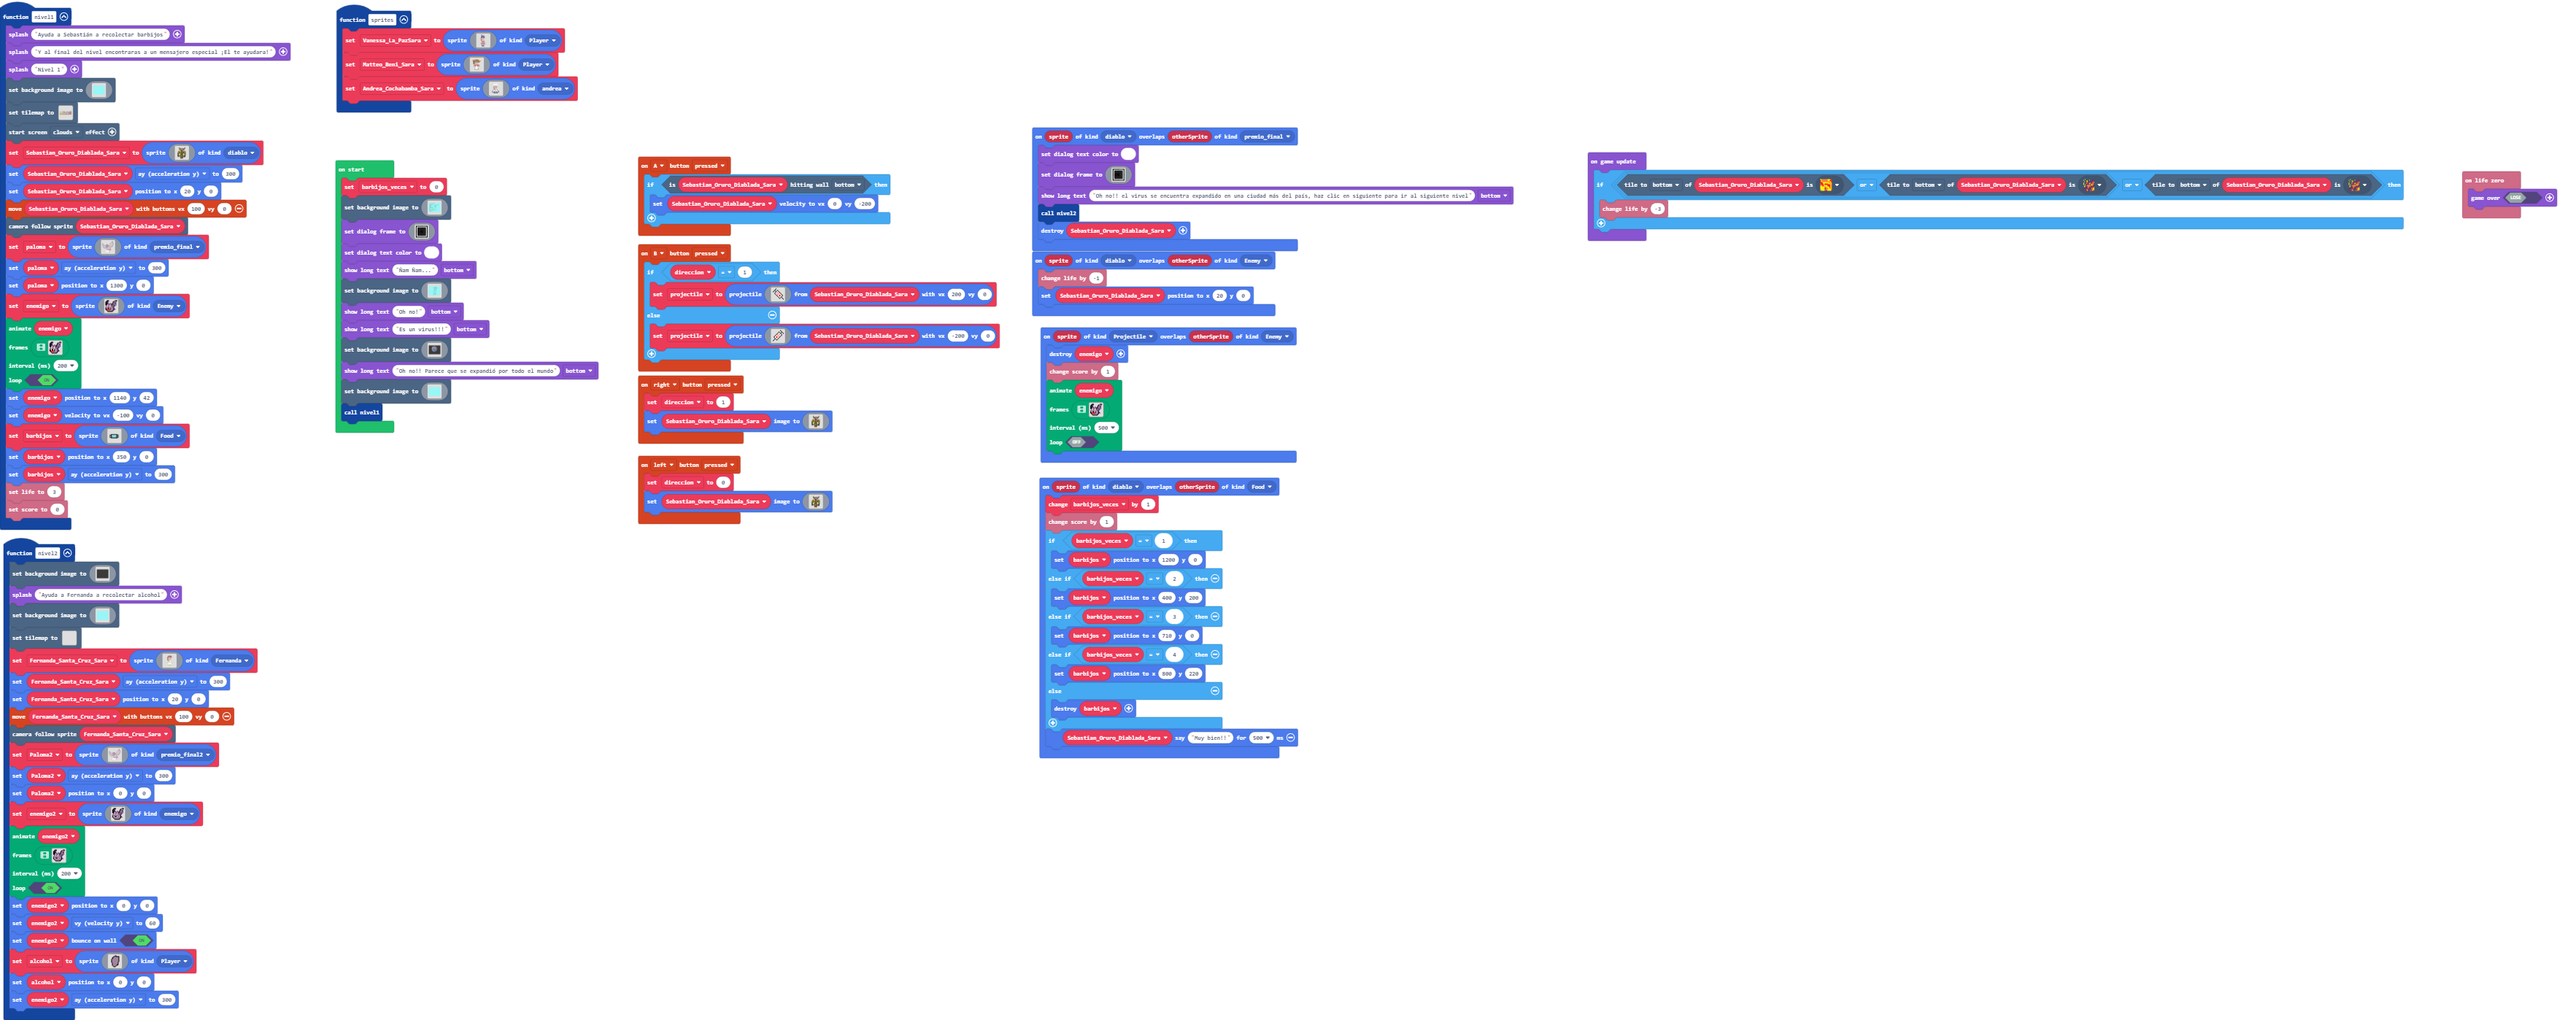 function nivel1
splash "Ayuda a Sebastián a recolectar barbijos"
splash "Y al final del nivel encontraras a un mensajero especial ¡El te ayudara!"
splash "Nivel 1"
set background image to
set tilemap to
start screen clouds effect
set Sebastian_Oruro_Diablada_Sara to sprite of kind diablo
set Sebastian_Oruro_Diablada_Sara ay (acceleration y) to 300
set Sebastian_Oruro_Diablada_Sara position to x 20 y 0
move Sebastian_Oruro_Diablada_Sara with buttons vx 100 vy 0
camera follow sprite Sebastian_Oruro_Diablada_Sara
set paloma to sprite of kind premio_final
set paloma ay (acceleration y) to 300
set paloma position to x 1300 y 0
set enemigo to sprite of kind Enemy
animate enemigo
frames
interval (ms) 200
loop ON
set enemigo position to x 1140 y 42
set enemigo velocity to vx -100 vy 0
set barbijos to sprite of kind Food
set barbijos position to x 350 y 0
set barbijos ay (acceleration y) to 300
set life to 3
set score to 0
function nivel2
set background image to
splash "Ayuda a Fernanda a recolectar alcohol"
set background image to
set tilemap to
set Fernanda_Santa_Cruz_Sara to sprite of kind Fernanda
set Fernanda_Santa_Cruz_Sara ay (acceleration y) to 300
set Fernanda_Santa_Cruz_Sara position to x 20 y 0
move Fernanda_Santa_Cruz_Sara with buttons vx 100 vy 0
camera follow sprite Fernanda_Santa_Cruz_Sara
set Paloma2 to sprite of kind premio_final2
set Paloma2 ay (acceleration y) to 300
set Paloma2 position to x 0 y 0
set enemigo2 to sprite of kind enemigo
animate enemigo2
frames
interval (ms) 200
loop ON
set enemigo2 position to x 0 y 0
set enemigo2 vy (velocity y) to 60
set enemigo2 bounce on wall ON
set alcohol to sprite of kind Player
set alcohol position to x 0 y 0
set enemigo2 ay (acceleration y) to 300
function sprites
set Vanessa_La_PazSara to sprite of kind Player
set Matteo_Beni_Sara to sprite of kind Player
set Andrea_Cochabamba_Sara to sprite of kind andrea
on start
set barbijos_veces to 0
set background image to
set dialog frame to
set dialog text color to
show long text "Ñam Ñam..." bottom
set background image to
show long text "Oh no!" bottom
show long text "Es un virus!!!" bottom
set background image to
show long text "Oh no!! Parece que se expandió por todo el mundo" bottom
set background image to
call nivel1
on A button pressed
if is Sebastian_Oruro_Diablada_Sara hitting wall bottom then
set Sebastian_Oruro_Diablada_Sara velocity to vx 0 vy -200
on B button pressed
if direccion = 1 then
set projectile to projectile from Sebastian_Oruro_Diablada_Sara with vx 200 vy 0
else
set projectile to projectile from Sebastian_Oruro_Diablada_Sara with vx -200 vy 0
on right button pressed
set direccion to 1
set Sebastian_Oruro_Diablada_Sara image to
on left button pressed
set direccion to 0
set Sebastian_Oruro_Diablada_Sara image to
on sprite of kind diablo overlaps otherSprite of kind premio_final
set dialog text color to
set dialog frame to
show long text "Oh no!! el virus se encuentra expandido en una ciudad más del país, haz clic en siguiente para ir al siguiente nivel" bottom
call nivel2
destroy Sebastian_Oruro_Diablada_Sara
on sprite of kind diablo overlaps otherSprite of kind Enemy
change life by -1
set Sebastian_Oruro_Diablada_Sara position to x 20 y 0
on sprite of kind Projectile overlaps otherSprite of kind Enemy
destroy enemigo
change score by 1
animate enemigo
frames
interval (ms) 500
loop OFF
on sprite of kind diablo overlaps otherSprite of kind Food
change barbijos_veces by 1
change score by 1
if barbijos_veces = 1 then
set barbijos position to x 1200 y 0
else if barbijos_veces = 2 then
set barbijos position to x 400 y 200
else if barbijos_veces = 3 then
set barbijos position to x 710 y 0
else if barbijos_veces = 4 then
set barbijos position to x 800 y 220
else
destroy barbijos
Sebastian_Oruro_Diablada_Sara say "Muy bien!!" for 500 ms
on game update
if tile to bottom of Sebastian_Oruro_Diablada_Sara is or tile to bottom of Sebastian_Oruro_Diablada_Sara is or tile to bottom of Sebastian_Oruro_Diablada_Sara is then
change life by -3
on life zero
game over LOSE